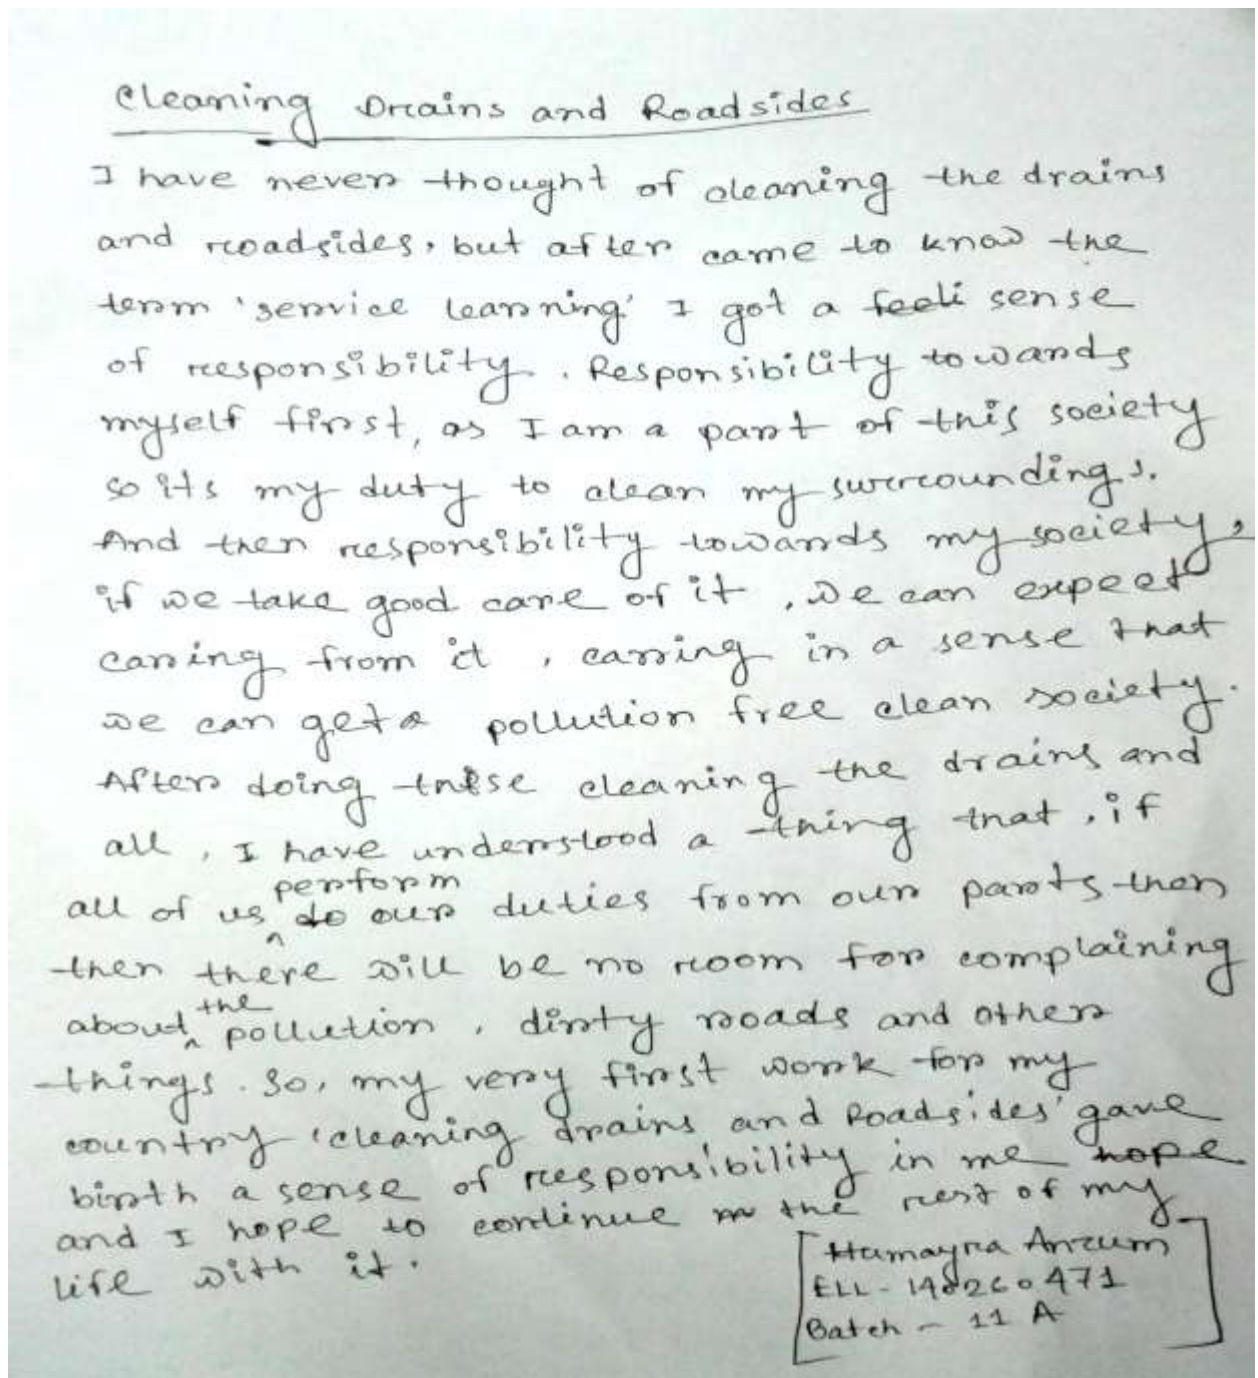 Cleaning Drains and Roadsides
I have never thought of cleaning the drains
and roadsides, but after came to know the
term 'service learning' I got a feeli sense
of responsibility. Responsibility towards
myself first, as I am a part of this society
so its my duty to clean my surroundings.
And then responsibility towards my society,
if we take good care of it, we can expect
caring from it, caring in a sense that
we can get a pollution free clean society.
After doing these cleaning the drains and
all, I have understood a thing that, if
all of us do perform our duties from our parts then
then there will be no room for complaining
about the pollution, dirty roads and other
things. So, my very first work for my
country 'cleaning drains and Roadsides' gave
birth a sense of responsibility in me hope
and I hope to continue the rest of my
life with it.
Humayra Anzum
ELL-
Batch - 11 A